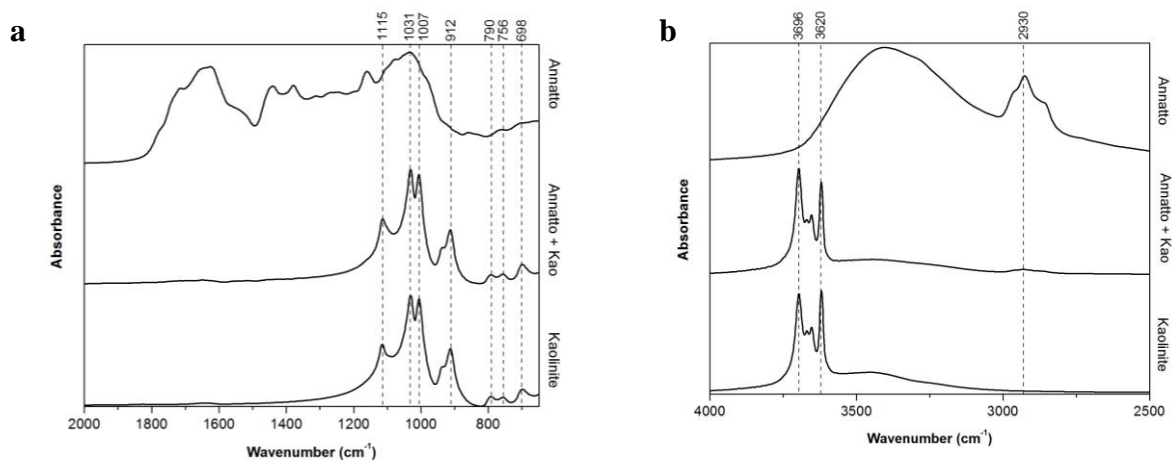 a
1115 1031 1007 912 790 756 698
Absorbance
Annatto
Annatto + Kao
Kaolinite
2000 1800 1600 1400 1200 1000 800
Wavenumber (cm⁻¹)
b
3696 3620 2930
Absorbance
Annatto
Annatto + Kao
Kaolinite
4000 3500 3000 2500
Wavenumber (cm⁻¹)